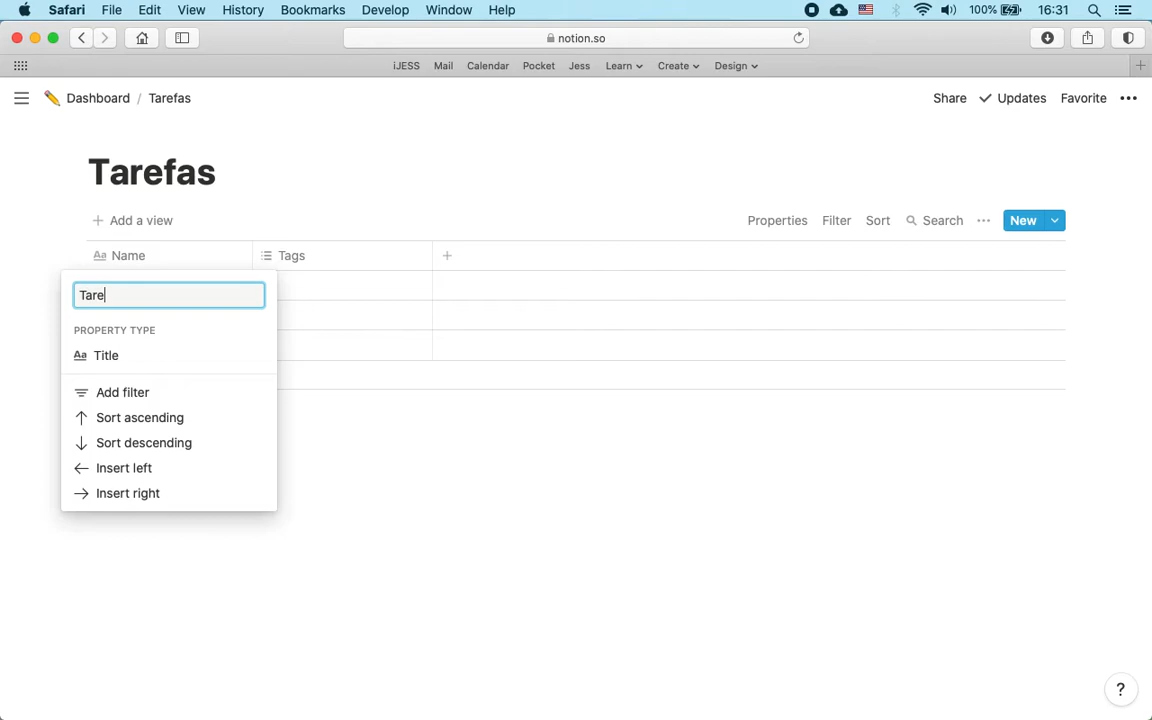 Safari File Edit View History Bookmarks Develop Window Help 100% 16:31
notion.so
iJESS Mail Calendar Pocket Jess Learn Create Design
Dashboard / Tarefas Share Updates Favorite
Tarefas
Add a view Properties Filter Sort Search New
Aa Name Tags
Tare
PROPERTY TYPE
Aa Title
Add filter
Sort ascending
Sort descending
Insert left
Insert right
?